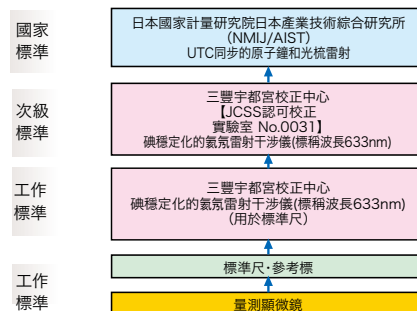 國家
標準
日本國家計量研究院日本產業技術綜合研究所
（NMIJ/AIST）
UTC同步的原子鐘和光梳雷射
次級
標準
三豐宇都宮校正中心
【JCSS認可校正
實驗室 No.0031】
碘穩定化的氦氖雷射干涉儀(標稱波長633nm)
工作
標準
三豐宇都宮校正中心
碘穩定化的氦氖雷射干涉儀(標稱波長633nm)
（用於標準尺）
工作
標準
標準尺‧參考標
量測顯微鏡